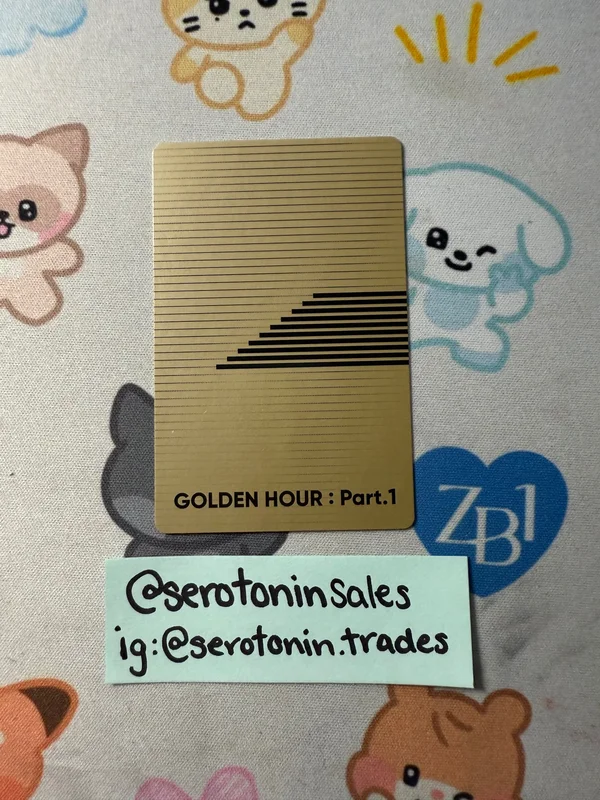 GOLDEN HOUR : Part.1
ZB1
@serotoninsales
ig:@serotonin.trades